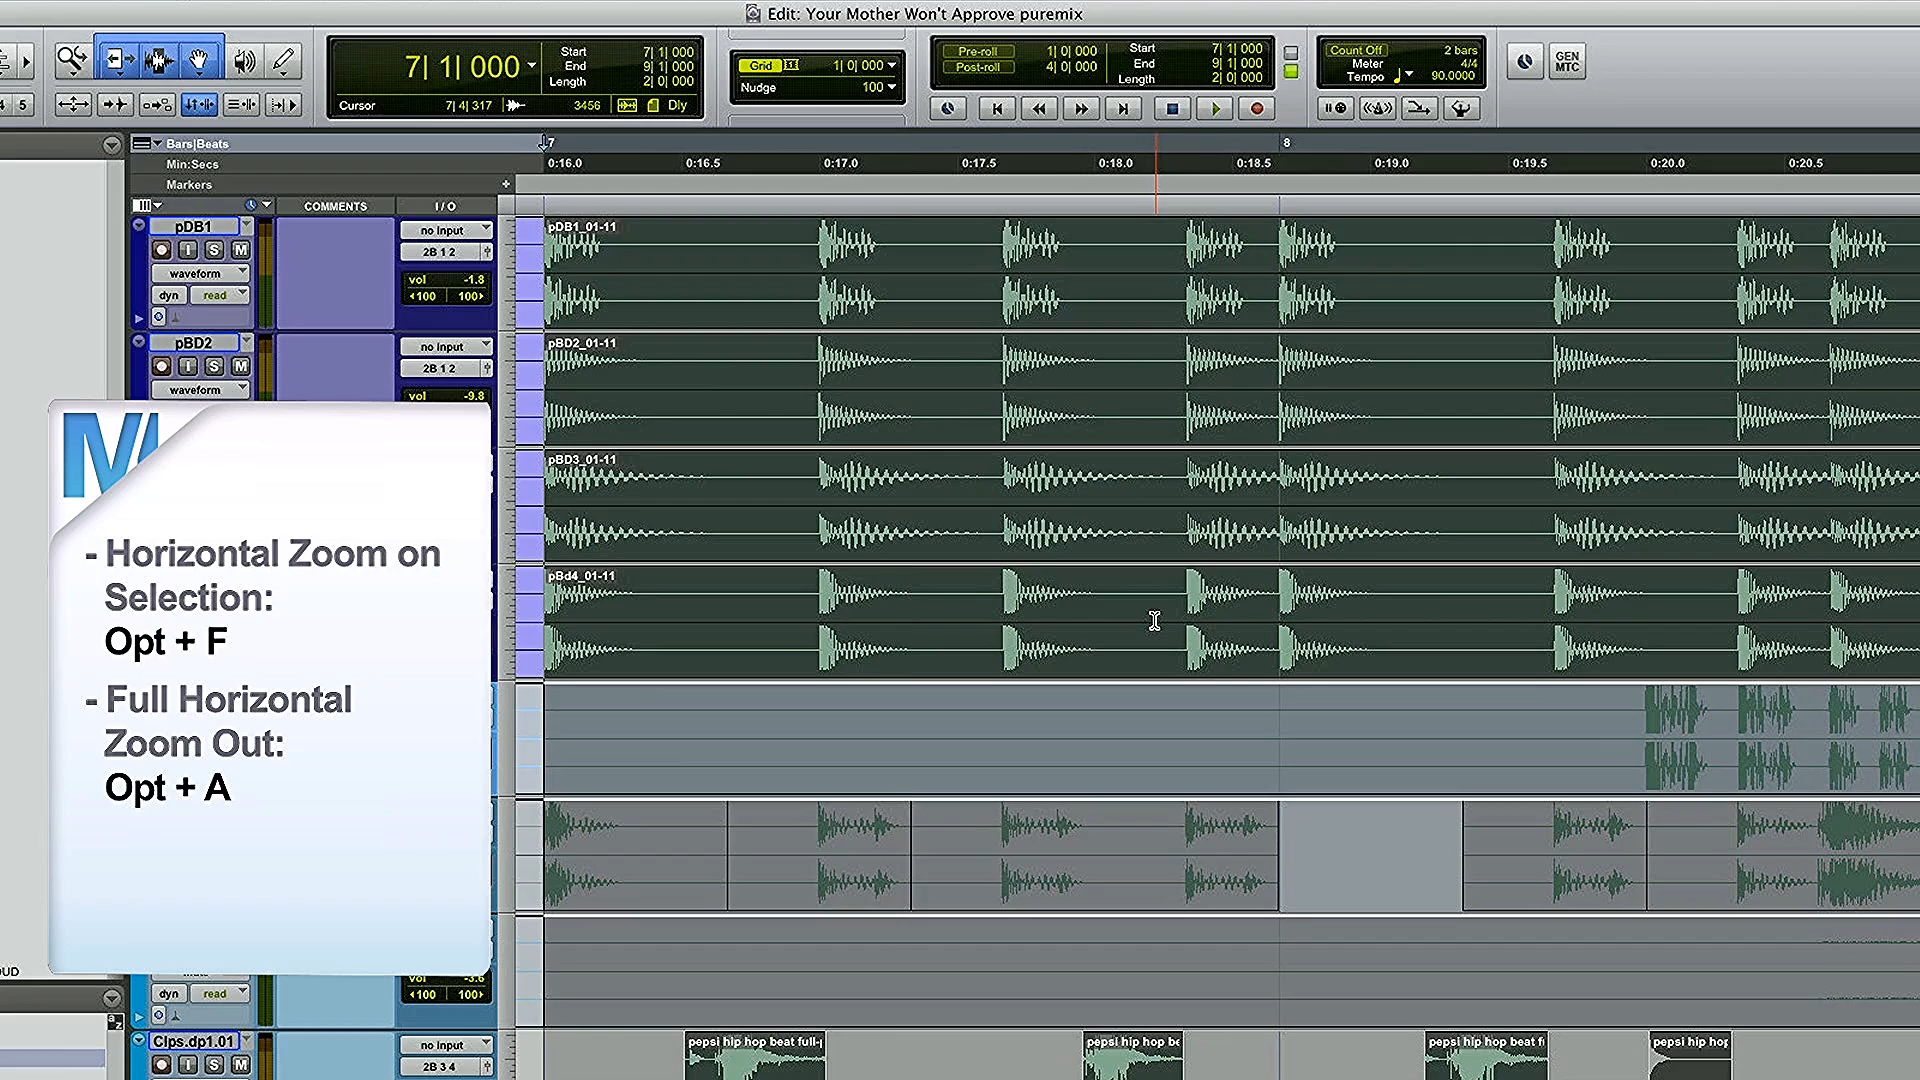 Edit: Your Mother Won't Approve puremix
7| 1| 000
Start 7| 1| 000
End 9| 1| 000
Length 2| 0| 000
Cursor 7| 4| 317 3456 Dly
Grid 1| 0| 000
Nudge 100
Pre-roll 1| 0| 000
Post-roll 4| 0| 000
Start 7| 1| 000
End 9| 1| 000
Length 2| 0| 000
Count Off 2 bars
Meter 4/4
Tempo 90.0000
GEN
MTC
4 5
Bars|Beats 7 8
Min:Secs 0:16.0 0:16.5 0:17.0 0:17.5 0:18.0 0:18.5 0:19.0 0:19.5 0:20.0 0:20.5
Markers +
COMMENTS I/O
pDB1
I S M
waveform
dyn read
no input
2B 1 2
vol -1.8
100 100
pDB1_01-11
pBD2
I S M
waveform
no input
2B 1 2
vol -9.8
pBD2_01-11
pBD3_01-11
pBd4_01-11
- Horizontal Zoom on
Selection:
Opt + F
- Full Horizontal
Zoom Out:
Opt + A
OUD
vol -3.6
dyn read
100 100
a
z
Clps.dp1.01
I S M
no input
2B 3 4
pepsi hip hop beat full-
pepsi hip hop be
pepsi hip hop beat f
pepsi hip hop